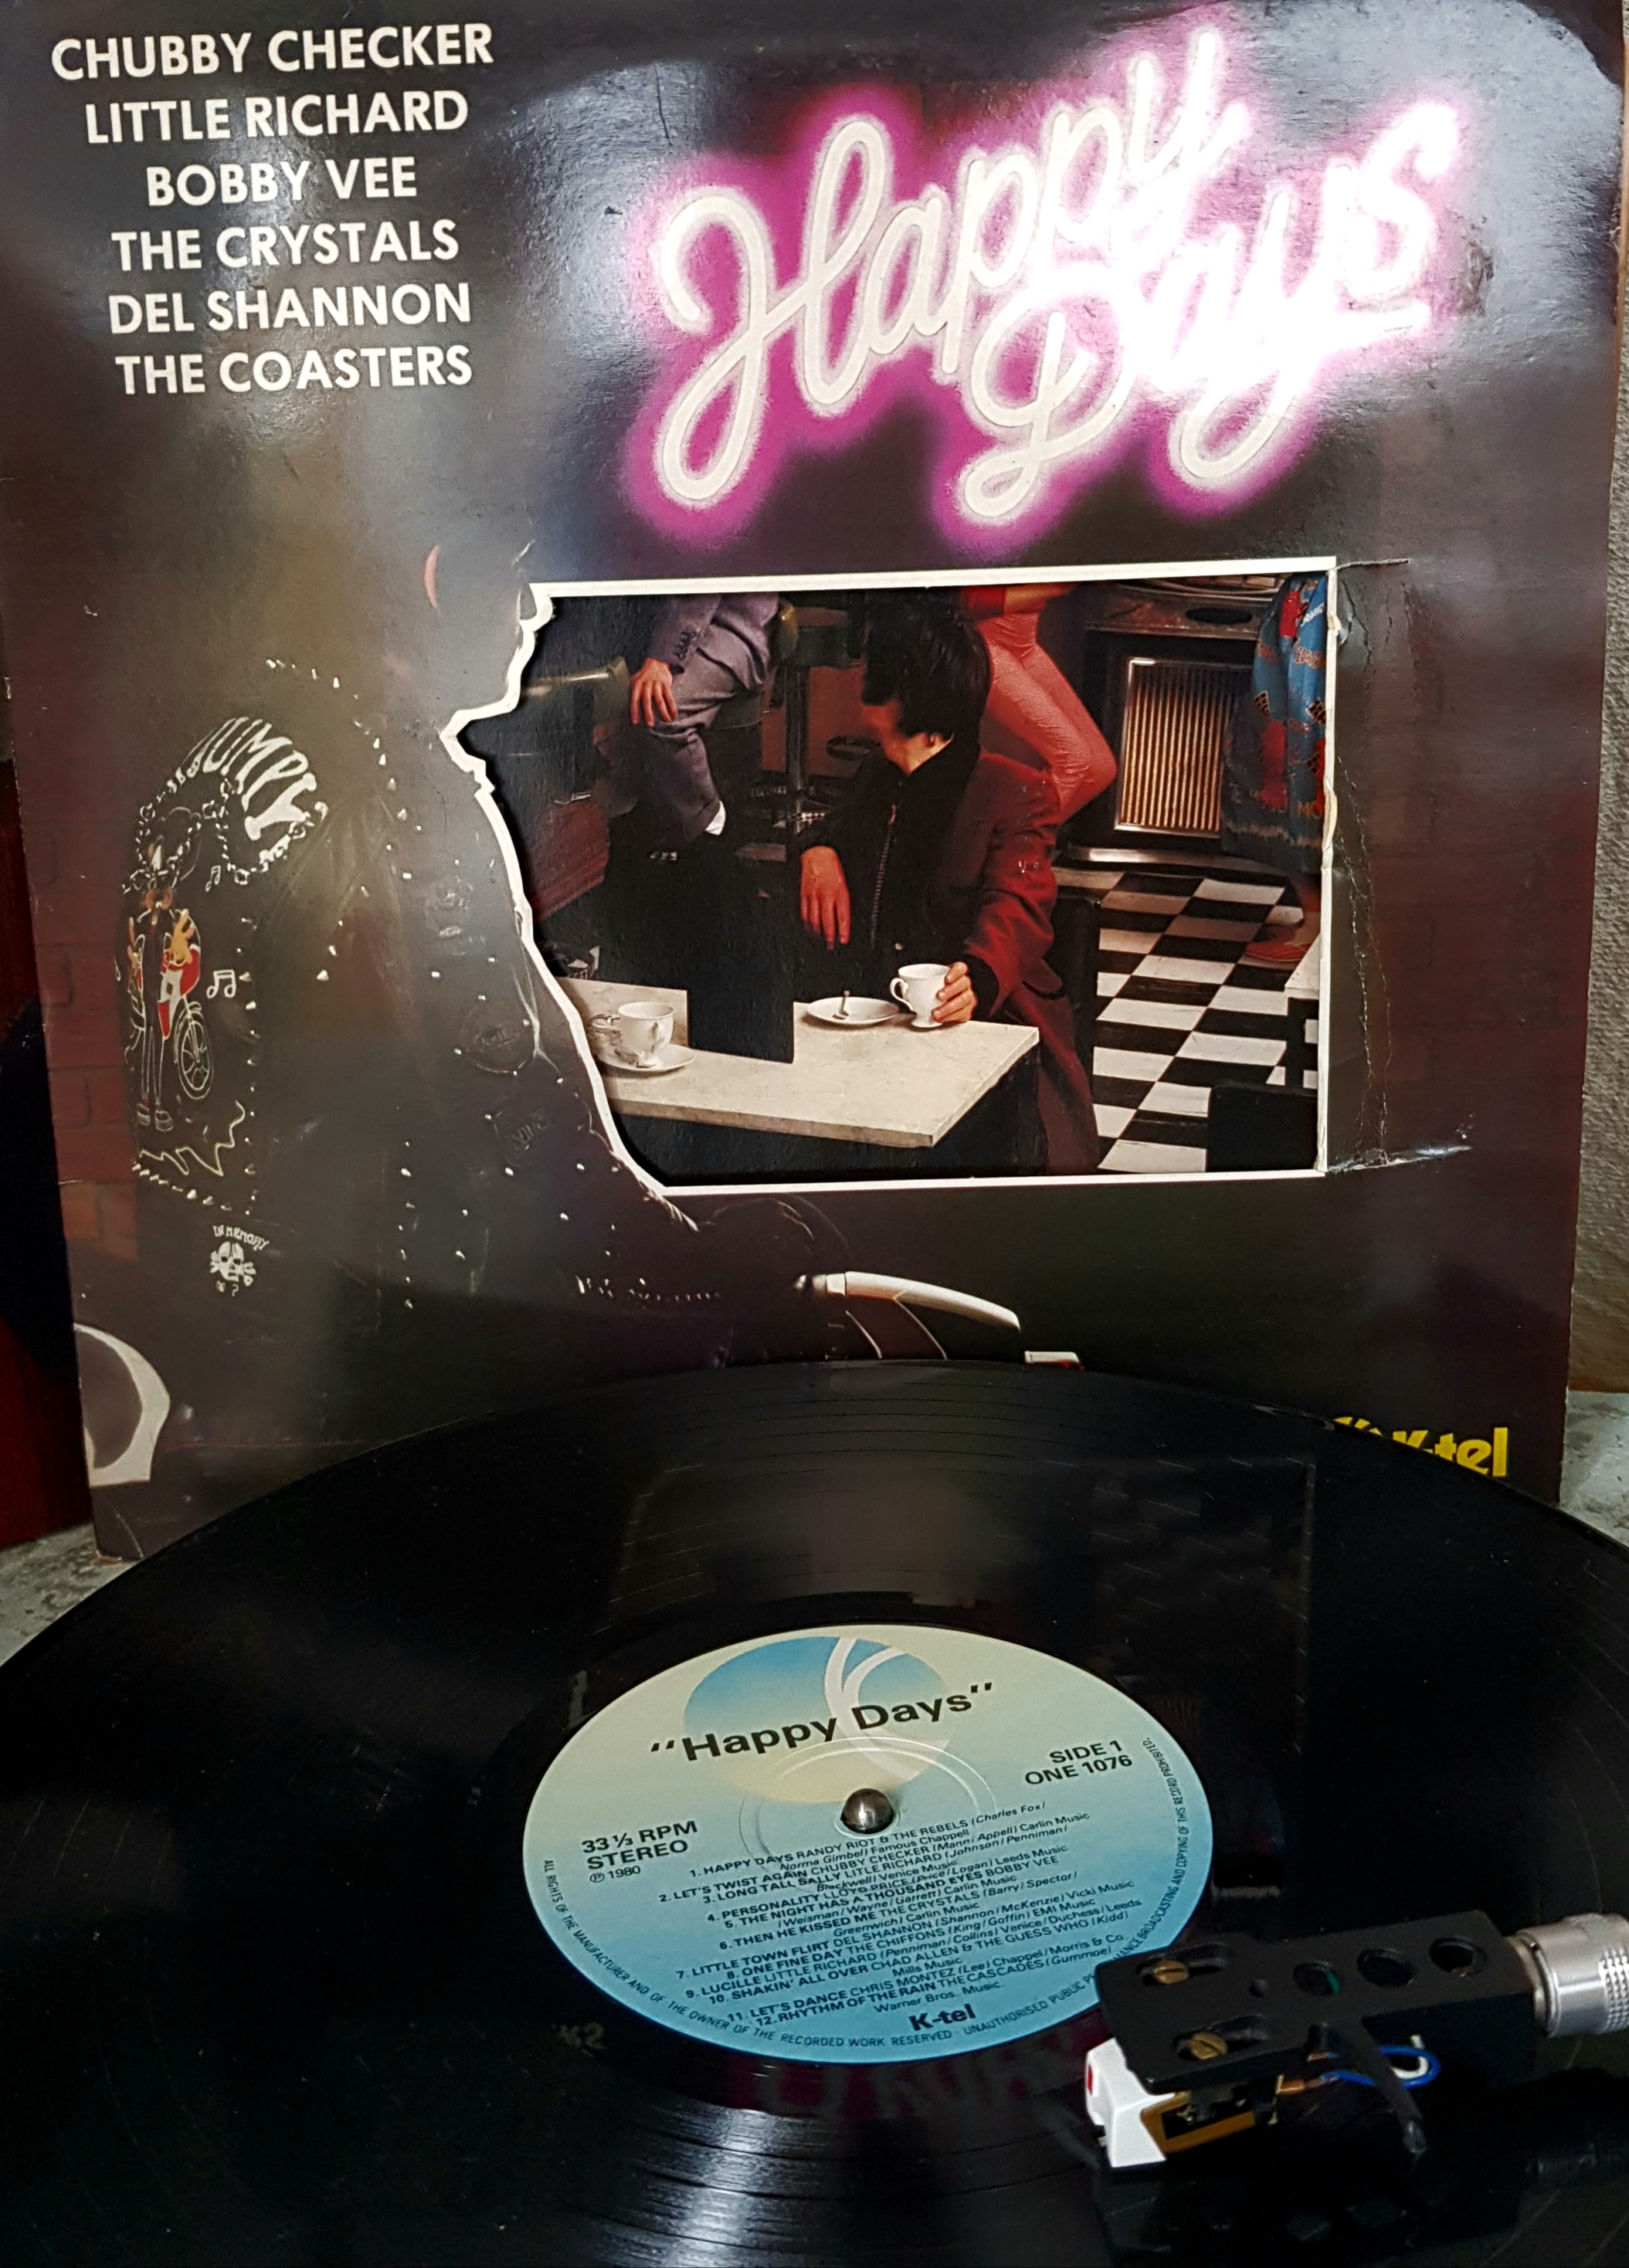 CHUBBY CHECKER
LITTLE RICHARD
BOBBY VEE
THE CRYSTALS
DEL SHANNON
THE COASTERS
Happy
Days
JUMPY
IN MEMORY
OF ?
K-tel
"Happy Days"
SIDE 1
ONE 1076
33⅓ RPM
STEREO
℗ 1980
1. HAPPY DAYS RANDY RIOT & THE REBELS (Charles Fox/
Norma Gimbel) Famous Chappell
2. LET'S TWIST AGAIN CHUBBY CHECKER (Mann/Appell) Carlin Music
3. LONG TALL SALLY LITLE RICHARD (Johnson/Penniman/
Blackwell) Venice Music
4. PERSONALITY LLOYD PRICE (Price/Logan) Leeds Music
5 THE NIGHT HAS A THOUSAND EYES BOBBY VEE
(Weisman/Wayne/Garrett) Carlin Music
6. THEN HE KISSED ME THE CRYSTALS (Barry/Spector/
Greenwich) Carlin Music
7. LITTLE TOWN FLIRT DEL SHANNON (Shannon/McKenzie) Vicki Music
8. ONE FINE DAY THE CHIFFONS (King/Goffin) EMI Music
9. LUCILLE LITTLE RICHARD (Penniman/Collins) Venice/Duchess/Leeds
10. SHAKIN' ALL OVER CHAD ALLEN & THE GUESS WHO (Kidd)
Mills Music
11. LET'S DANCE CHRIS MONTEZ (Lee) Chappel/Morris & Co.
12. RHYTHM OF THE RAIN THE CASCADES (Gummoe)
Warner Bros. Music.
K-tel
ALL RIGHTS OF THE MANUFACTURER AND OF THE OWNER OF THE RECORDED WORK RESERVED · UNAUTHORISED PUBLIC BROADCASTING AND COPYING OF THIS RECORD PROHIBITED.